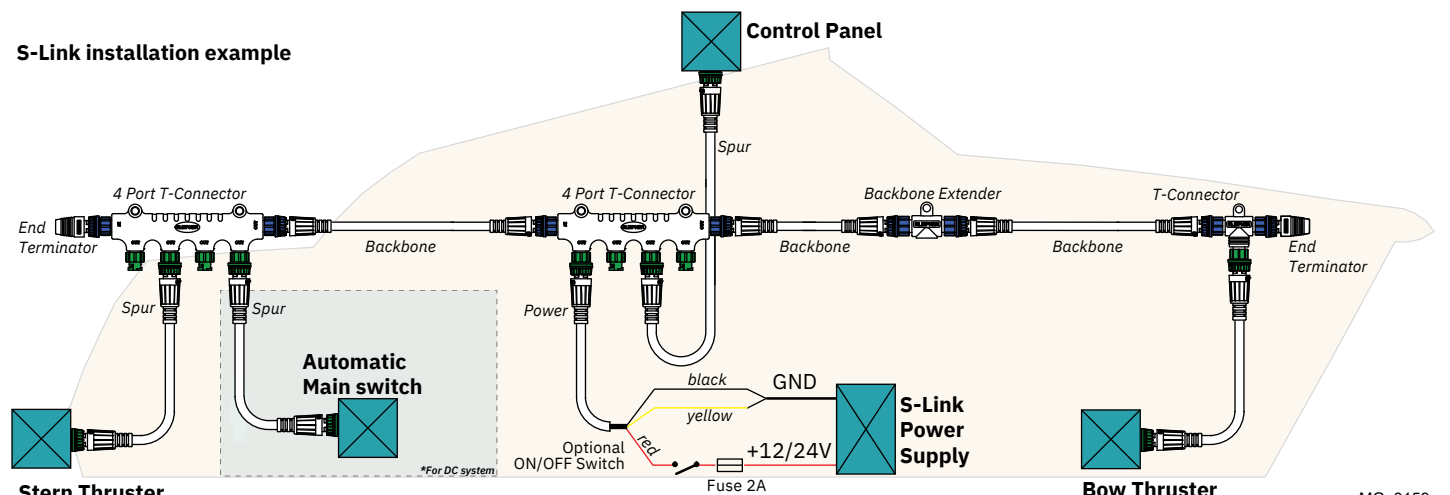 S-Link installation example
Control Panel
Spur
4 Port T-Connector
4 Port T-Connector
Backbone Extender
T-Connector
End
Terminator
Backbone
Backbone
Backbone
End
Terminator
Spur
Spur
Power
Automatic
Main switch
*For DC system
black
GND
yellow
red
Optional
ON/OFF Switch
+12/24V
Fuse 2A
S-Link
Power
Supply
Stern Thruster
Bow Thruster